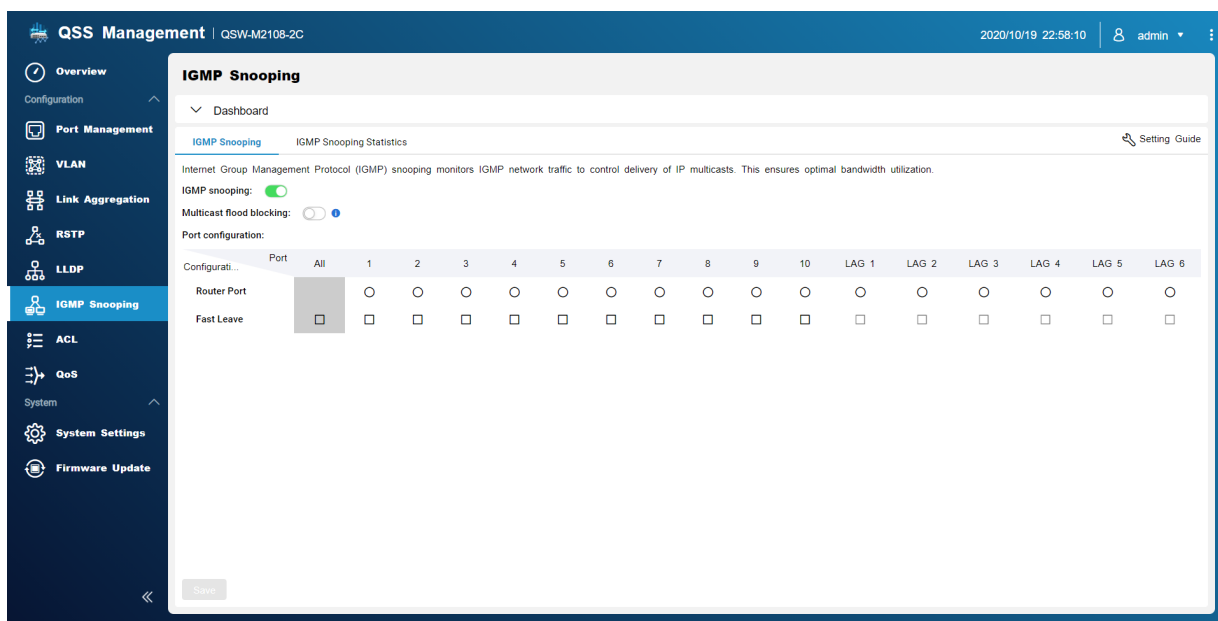 QSS Management QSW-M2108-2C 2020/10/19 22:58:10 admin
Overview
Configuration
Port Management
VLAN
Link Aggregation
RSTP
LLDP
IGMP Snooping
ACL
QoS
System
System Settings
Firmware Update
IGMP Snooping
Dashboard
IGMP Snooping IGMP Snooping Statistics Setting Guide
Internet Group Management Protocol (IGMP) snooping monitors IGMP network traffic to control delivery of IP multicasts. This ensures optimal bandwidth utilization.
IGMP snooping:
Multicast flood blocking:
Port configuration:
Port
Configurati... All 1 2 3 4 5 6 7 8 9 10 LAG 1 LAG 2 LAG 3 LAG 4 LAG 5 LAG 6
Router Port
Fast Leave
Save